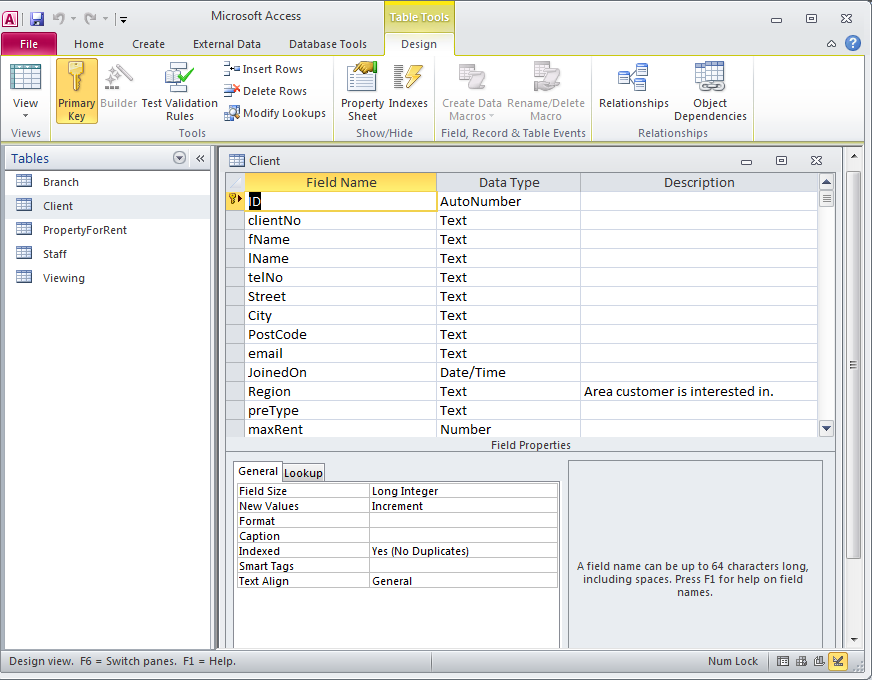 Microsoft Access
Table Tools
File Home Create External Data Database Tools Design
View
Primary Key
Builder
Test Validation Rules
Insert Rows
Delete Rows
Modify Lookups
Property Sheet
Indexes
Create Data Macros
Rename/Delete Macro
Relationships
Object Dependencies
Views Tools Show/Hide Field, Record & Table Events Relationships
Tables
Branch
Client
PropertyForRent
Staff
Viewing
Client
Field Name Data Type Description
ID AutoNumber
clientNo Text
fName Text
lName Text
telNo Text
Street Text
City Text
PostCode Text
email Text
JoinedOn Date/Time
Region Text Area customer is interested in.
preType Text
maxRent Number
Field Properties
General Lookup
Field Size Long Integer
New Values Increment
Format
Caption
Indexed Yes (No Duplicates)
Smart Tags
Text Align General
A field name can be up to 64 characters long,
including spaces. Press F1 for help on field
names.
Design view. F6 = Switch panes. F1 = Help.
Num Lock